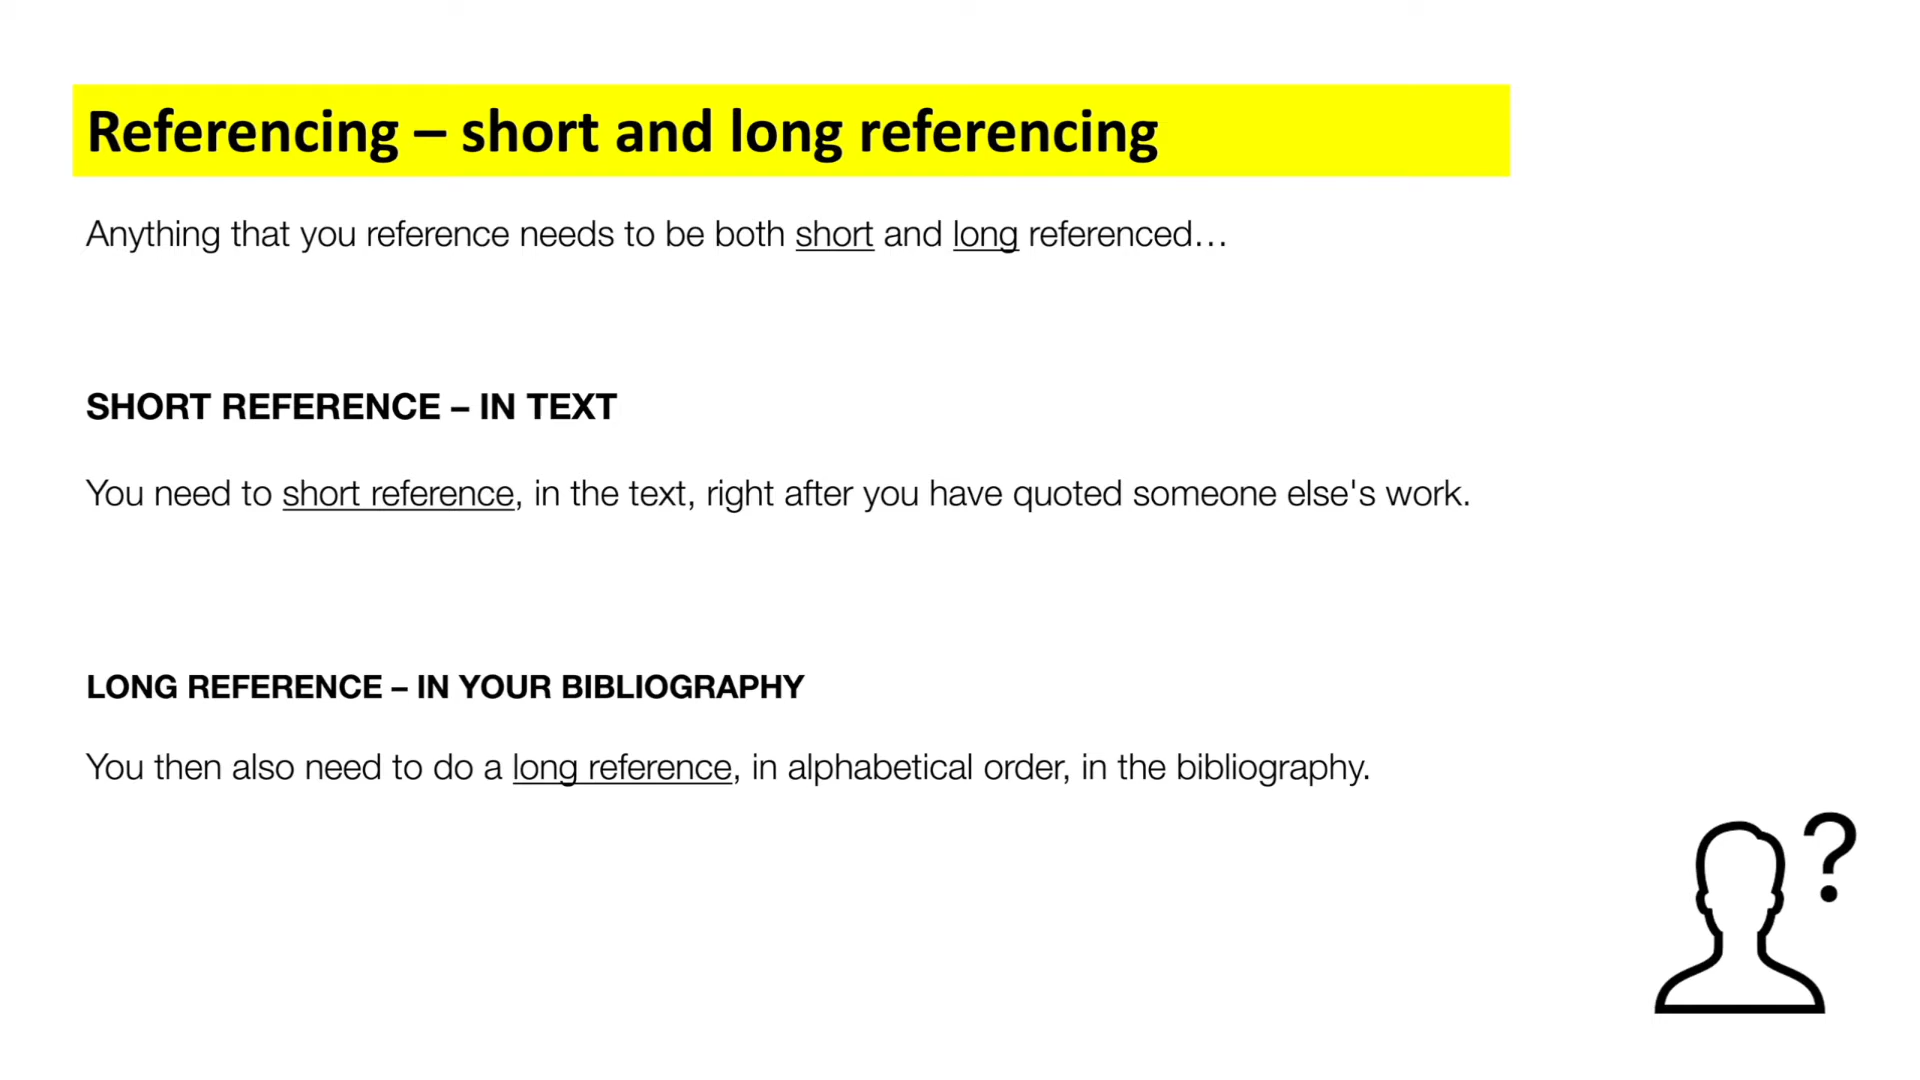 Referencing – short and long referencing
Anything that you reference needs to be both short and long referenced…
SHORT REFERENCE – IN TEXT
You need to short reference, in the text, right after you have quoted someone else's work.
LONG REFERENCE – IN YOUR BIBLIOGRAPHY
You then also need to do a long reference, in alphabetical order, in the bibliography.
?